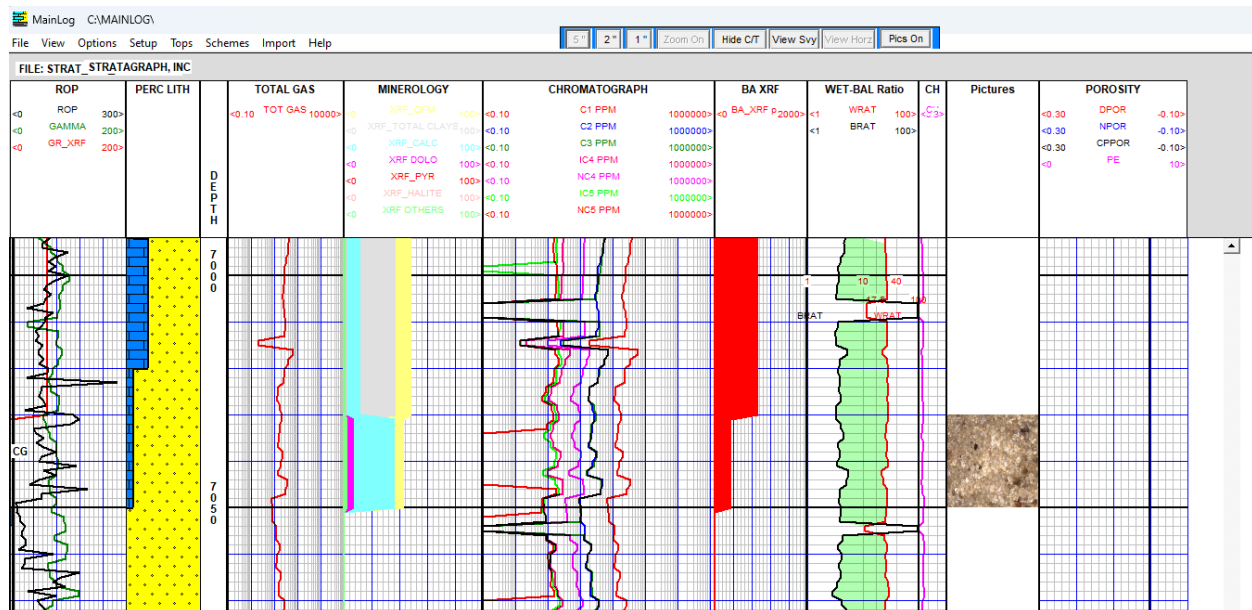 MainLog C:\MAINLOG\
File View Options Setup Tops Schemes Import Help
5" 2" 1" Zoom On Hide C/T View Svy View Horz Pics On
FILE: STRAT_STRATAGRAPH, INC
ROP PERC LITH TOTAL GAS MINEROLOGY CHROMATOGRAPH BA XRF WET-BAL Ratio CH Pictures POROSITY
<0 ROP 300>
<0 GAMMA 200>
<0 GR_XRF 200>
DEPTH
<0.10 TOT GAS 10000>
100>
XRF_TOTAL CLAYS 100>
<0 XRF_CALC 100>
<0 XRF DOLO 100>
<0 XRF_PYR 100>
<0 XRF_HALITE 100>
<0 XRF OTHERS 100>
<0.10 C1 PPM 1000000>
<0.10 C2 PPM 1000000>
<0.10 C3 PPM 1000000>
<0.10 IC4 PPM 1000000>
<0.10 NC4 PPM 1000000>
<0.10 IC5 PPM 1000000>
<0.10 NC5 PPM 1000000>
<0 BA_XRF p 2000>
<1 WRAT 100>
<1 BRAT 100>
<0.30 DPOR -0.10>
<0.30 NPOR -0.10>
<0.30 CPPOR -0.10>
<0 PE 10>
7000
1 10 40
100
BRAT WRAT
CG
7050